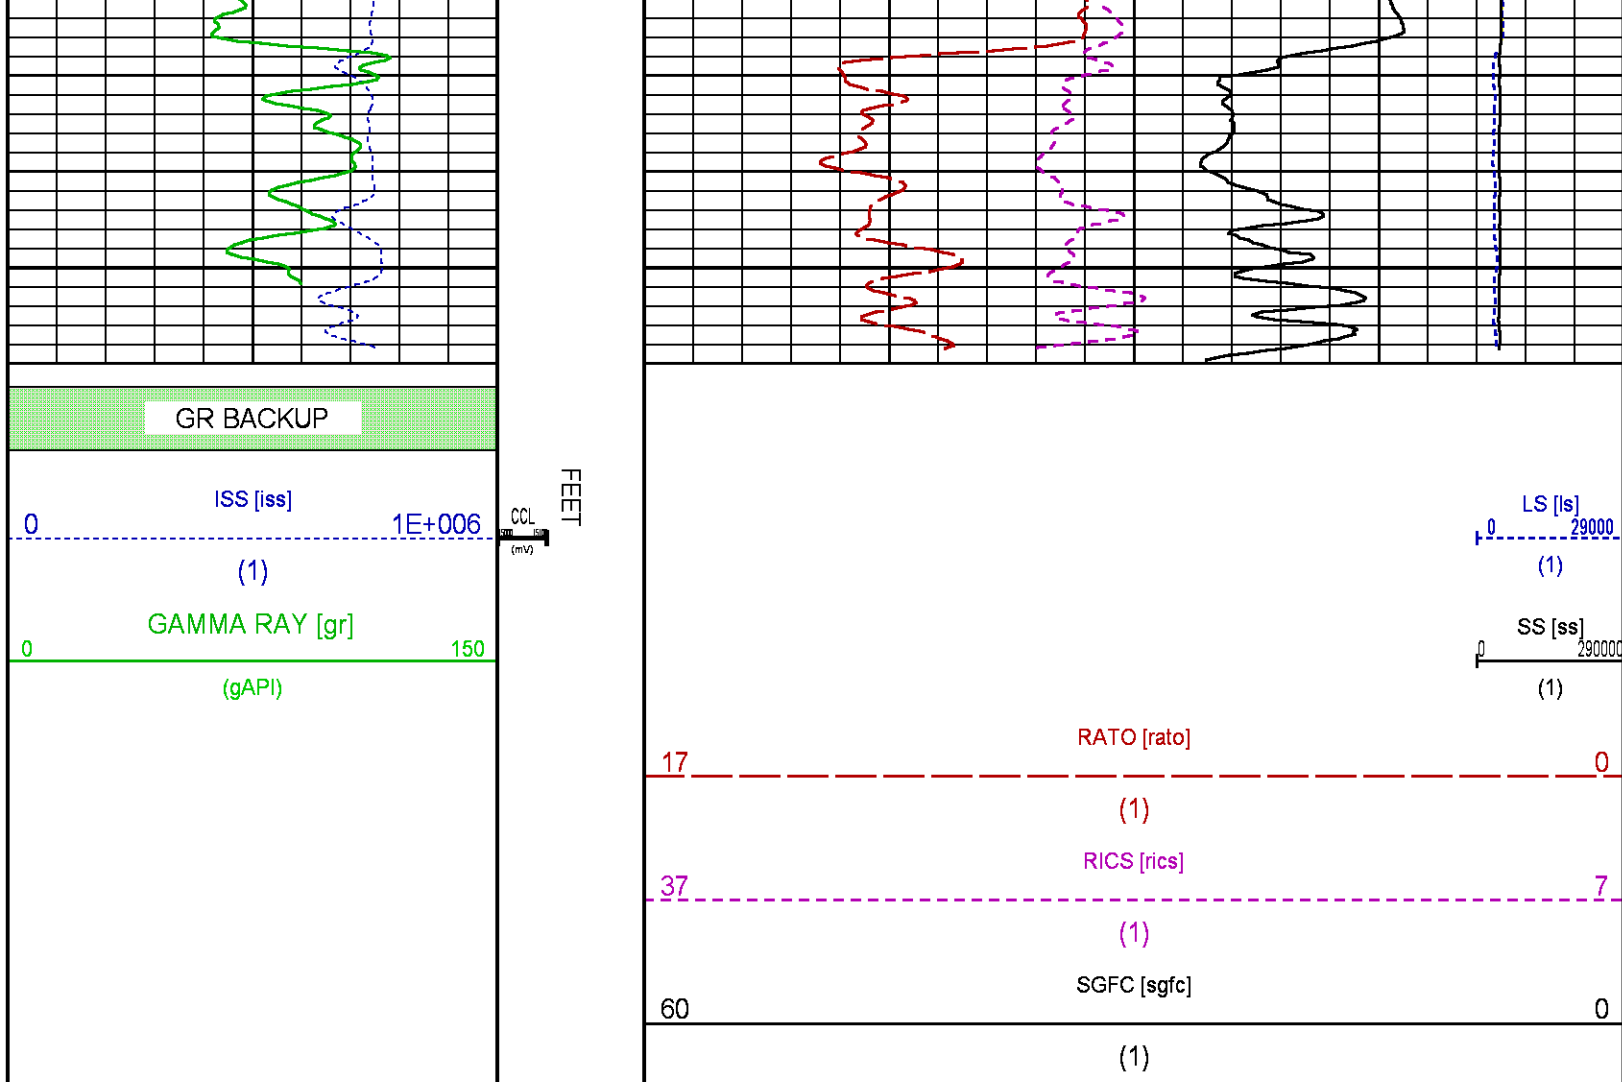 GR BACKUP
ISS [iss]
0 1E+006
(1)
GAMMA RAY [gr]
0 150
(gAPI)
FEET
CCL
(mV)
LS [ls]
0 29000
(1)
SS [ss]
0 290000
(1)
RATO [rato]
17 0
(1)
RICS [rics]
37 7
(1)
SGFC [sgfc]
60 0
(1)